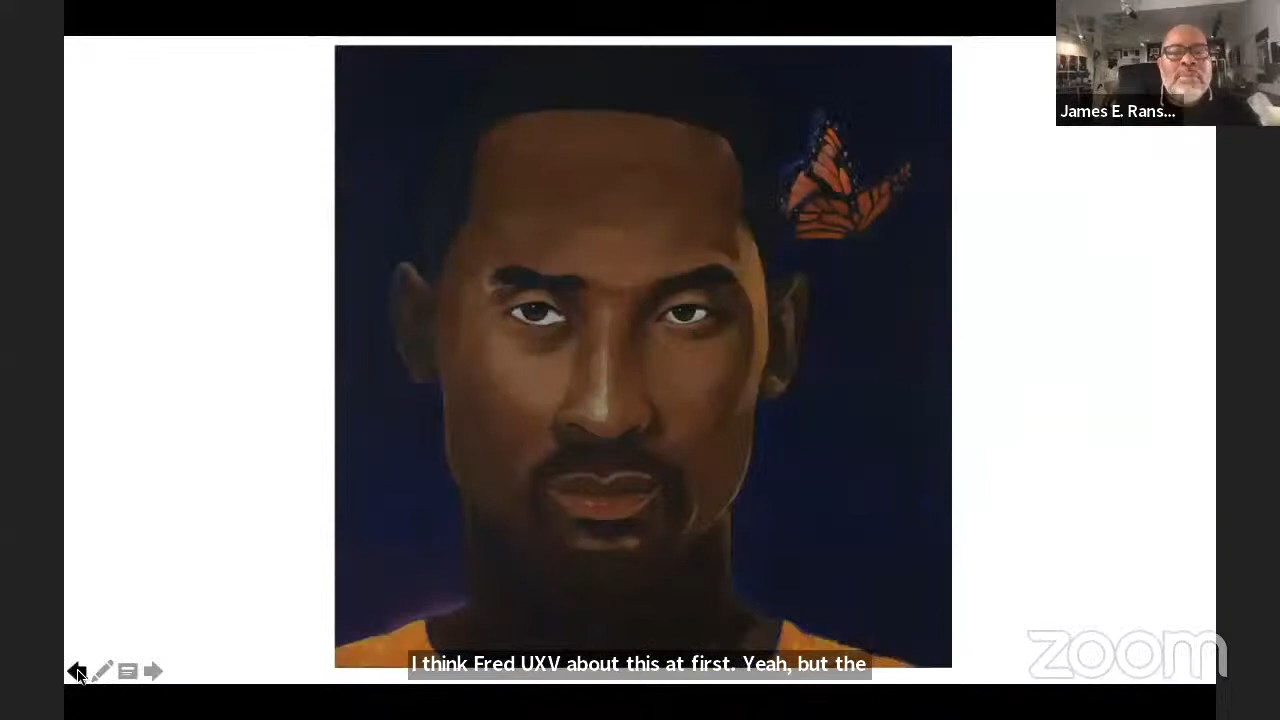 James E. Rans...
I think Fred UXV about this at first. Yeah, but the
zoom